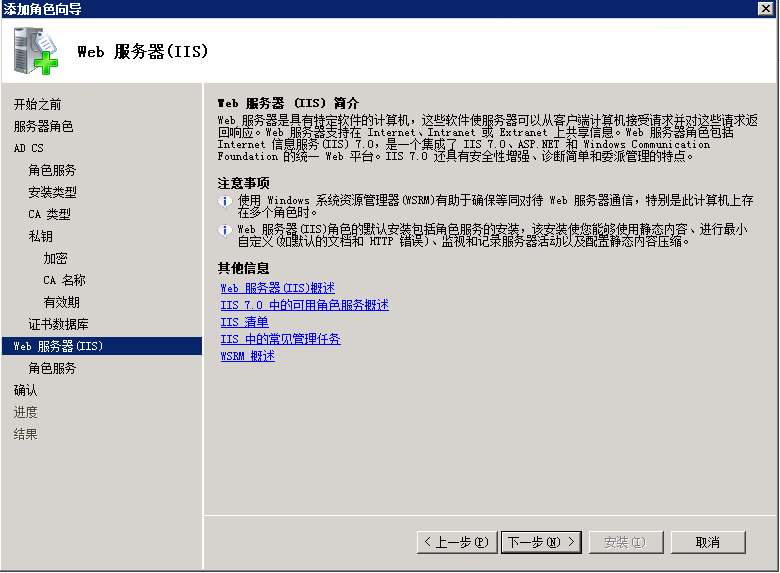 添加角色向导
Web 服务器(IIS)
开始之前
服务器角色
AD CS
角色服务
安装类型
CA 类型
私钥
加密
CA 名称
有效期
证书数据库
Web 服务器(IIS)
角色服务
确认
进度
结果
Web 服务器 (IIS) 简介
Web 服务器是具有特定软件的计算机，这些软件使服务器可以从客户端计算机接受请求并对这些请求返
回响应。Web 服务器支持在 Internet、Intranet 或 Extranet 上共享信息。Web 服务器角色包括
Internet 信息服务(IIS) 7.0，是一个集成了 IIS 7.0、ASP.NET 和 Windows Communication
Foundation 的统一 Web 平台。IIS 7.0 还具有安全性增强、诊断简单和委派管理的特点。
注意事项
使用 Windows 系统资源管理器(WSRM)有助于确保等同对待 Web 服务器通信，特别是此计算机上存
在多个角色时。
Web 服务器(IIS)角色的默认安装包括角色服务的安装，该安装使您能够使用静态内容、进行最小
自定义(如默认的文档和 HTTP 错误)、监视和记录服务器活动以及配置静态内容压缩。
其他信息
Web 服务器(IIS)概述
IIS 7.0 中的可用角色服务概述
IIS 清单
IIS 中的常见管理任务
WSRM 概述
< 上一步(P) 下一步(N) > 安装(I) 取消